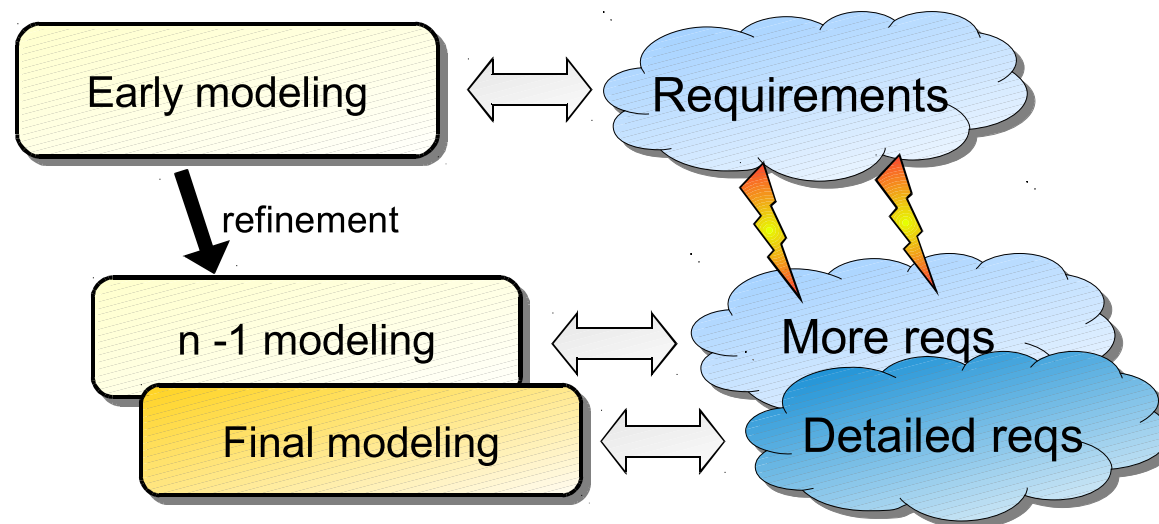 Early modeling
Requirements
refinement
n -1 modeling
More reqs
Final modeling
Detailed reqs